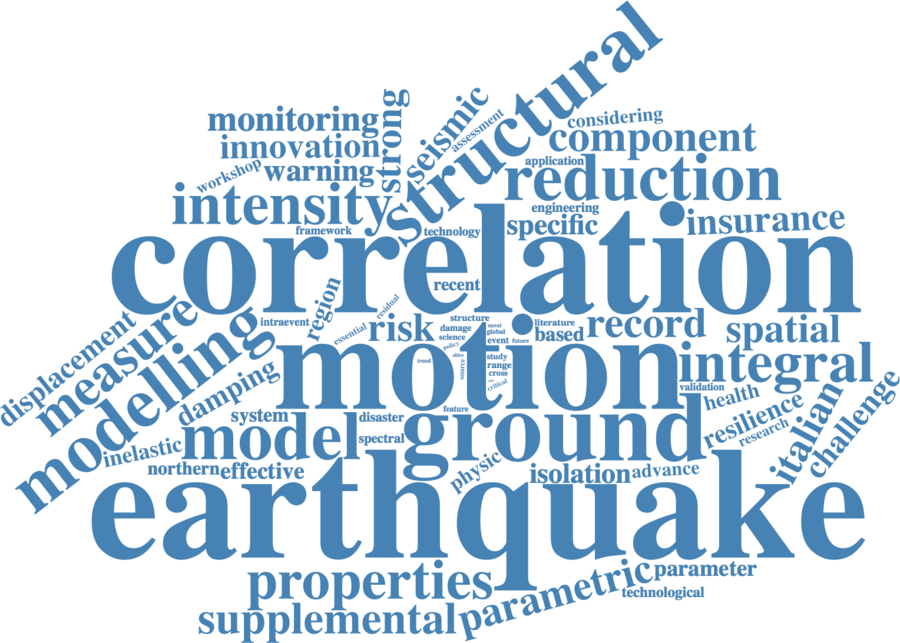 structural
monitoring
strong
seismic
assessment
considering
innovation
component
workshop
warning
application
reduction
intensity
engineering
framework
technology
specific
insurance
correlation
recent
region
residual
intraevent
essential
risk
structure
damage
science
policy
novel
global
event
future
literature
based
record
spatial
displacement
measure
modelling
motion
trend
source
study
range
cross
critical
integral
validation
damping
health
system
disaster
feature
model
spectral
ground
resilience
research
italian
challenge
inelastic
northern
effective
physic
isolation
advance
earthquake
properties
parametric
parameter
technological
supplemental